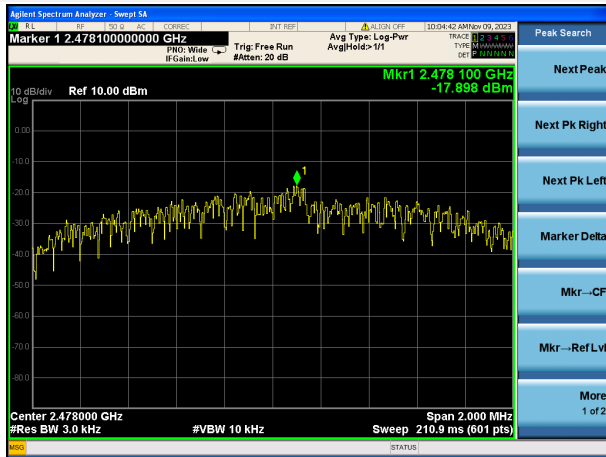 Agilent Spectrum Analyzer - Swept SA
RL RF 50 Ω AC CORREC INT REF ALIGN OFF 10:04:42 AM Nov 09, 2023
Marker 1 2.478100000000 GHz
PNO: Wide
IFGain:Low
Trig: Free Run
#Atten: 20 dB
Avg Type: Log-Pwr
Avg|Hold:> 1/1
TRACE 1 2 3 4 5 6
TYPE M WWWWW
DET P N N N N N
Mkr1 2.478 100 GHz
-17.898 dBm
10 dB/div Ref 10.00 dBm
Log
0.00
-10.0
1
-20.0
-30.0
-40.0
-50.0
-60.0
-70.0
-80.0
Center 2.478000 GHz Span 2.000 MHz
#Res BW 3.0 kHz #VBW 10 kHz Sweep 210.9 ms (601 pts)
MSG STATUS
Peak Search
Next Peak
Next Pk Right
Next Pk Left
Marker Delta
Mkr→CF
Mkr→Ref Lvl
More
1 of 2